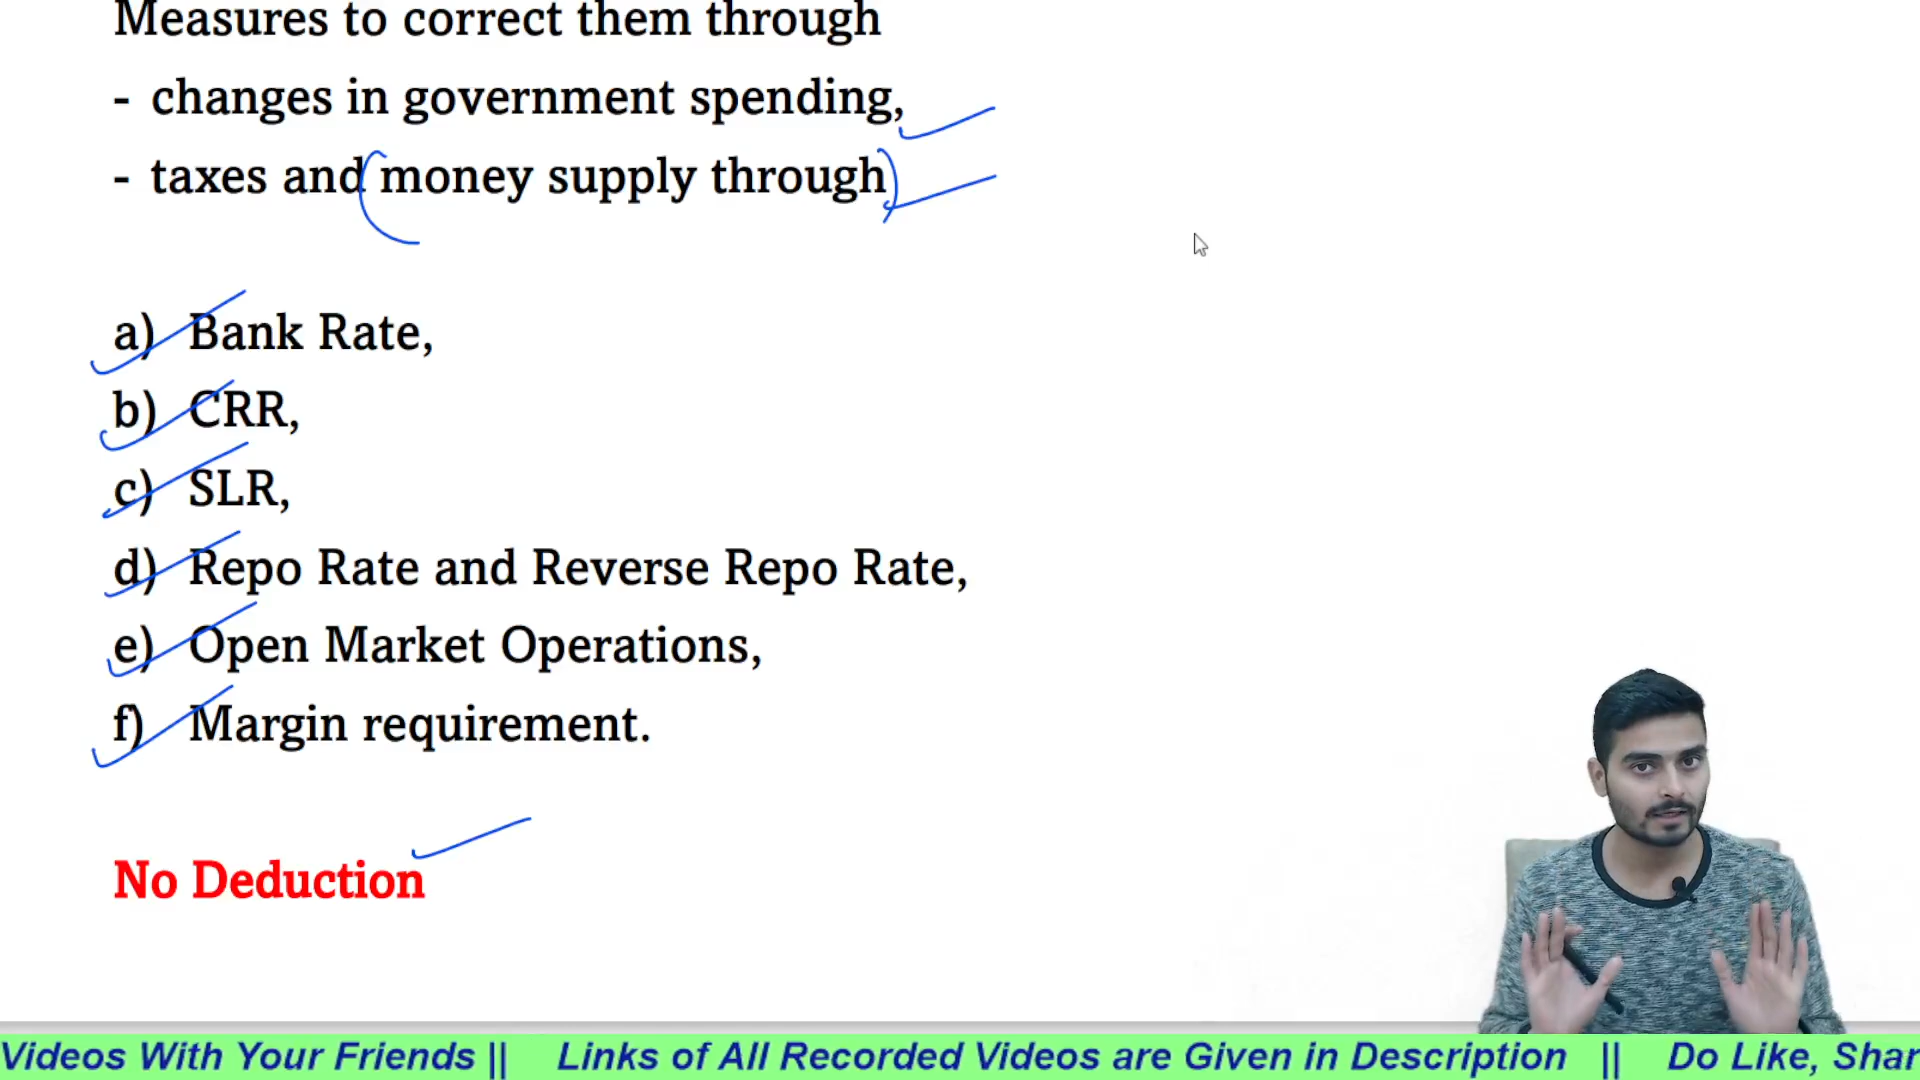 Measures to correct them through
- changes in government spending,
- taxes and money supply through
a) Bank Rate,
b) CRR,
c) SLR,
d) Repo Rate and Reverse Repo Rate,
e) Open Market Operations,
f) Margin requirement.
No Deduction
Videos With Your Friends || Links of All Recorded Videos are Given in Description || Do Like, Shar